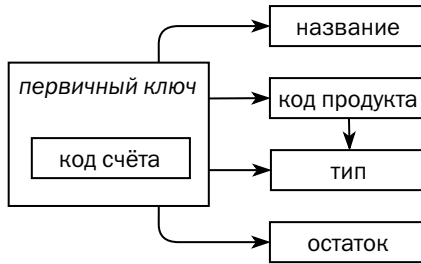 название
первичный ключ
код продукта
код счёта
тип
остаток